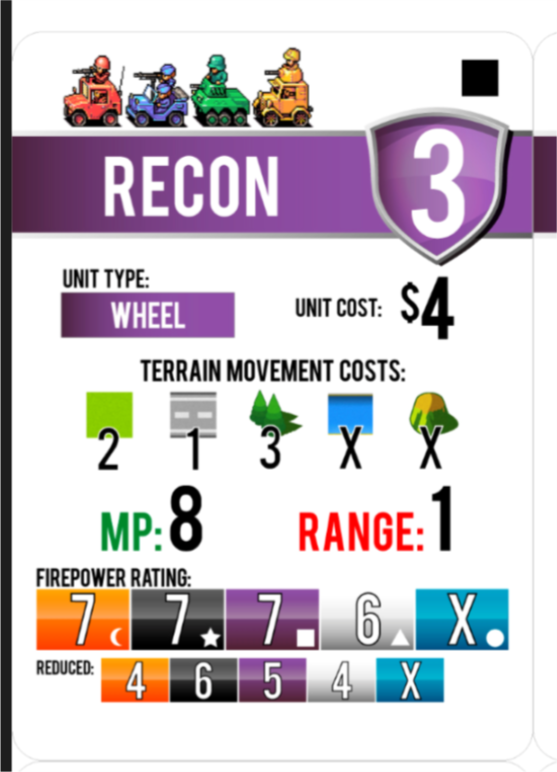 RECON
3
UNIT TYPE:
WHEEL
UNIT COST: $4
TERRAIN MOVEMENT COSTS:
2 1 3 X X
MP: 8 RANGE: 1
FIREPOWER RATING:
7 7 7 6 X
REDUCED: 4 6 5 4 X